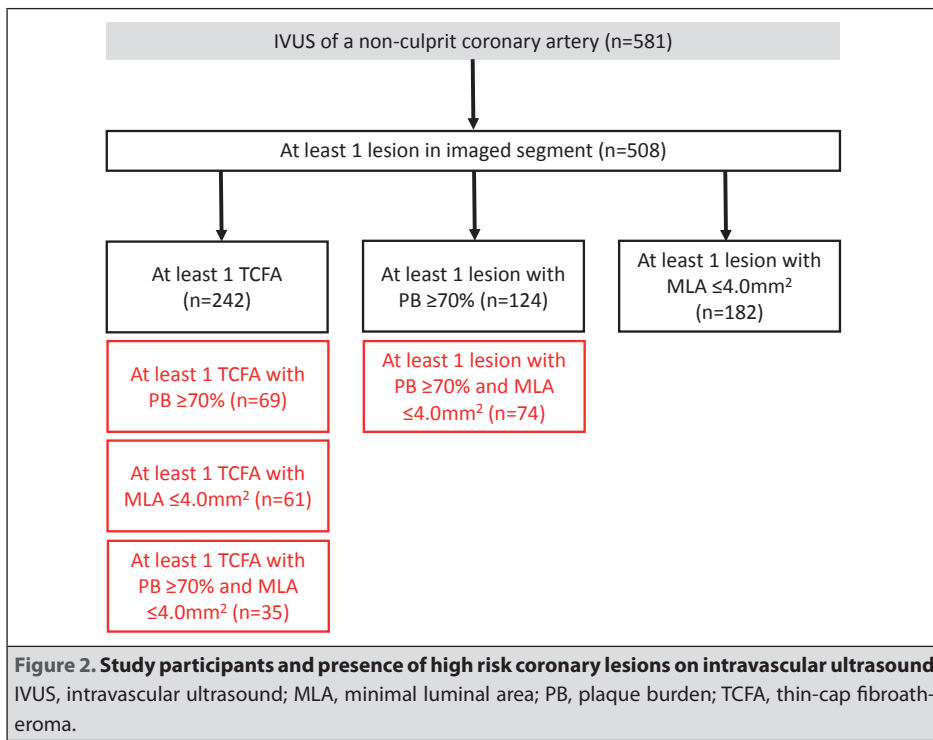 IVUS of a non-culprit coronary artery (n=581)
At least 1 lesion in imaged segment (n=508)
At least 1 TCFA
(n=242)
At least 1 lesion with
PB ≥70% (n=124)
At least 1 lesion with
MLA ≤4.0mm²
(n=182)
At least 1 TCFA with
PB ≥70% (n=69)
At least 1 lesion with
PB ≥70% and MLA
≤4.0mm² (n=74)
At least 1 TCFA with
MLA ≤4.0mm² (n=61)
At least 1 TCFA with
PB ≥70% and MLA
≤4.0mm² (n=35)
Figure 2. Study participants and presence of high risk coronary lesions on intravascular ultrasound
IVUS, intravascular ultrasound; MLA, minimal luminal area; PB, plaque burden; TCFA, thin-cap fibroath-
eroma.